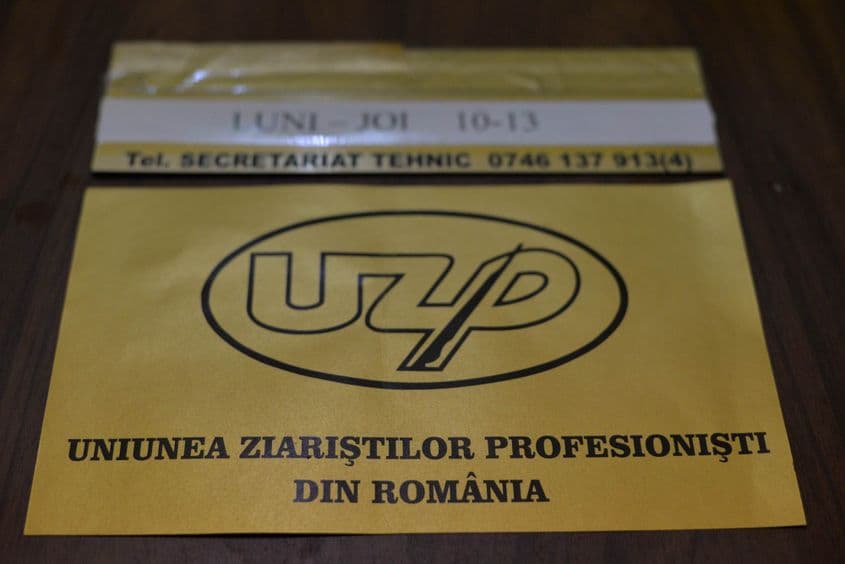 LUNI - JOI 10-13
Tel. SECRETARIAT TEHNIC 0746 137 913(4)
UZP
UNIUNEA ZIARIŞTILOR PROFESIONIŞTI
DIN ROMÂNIA